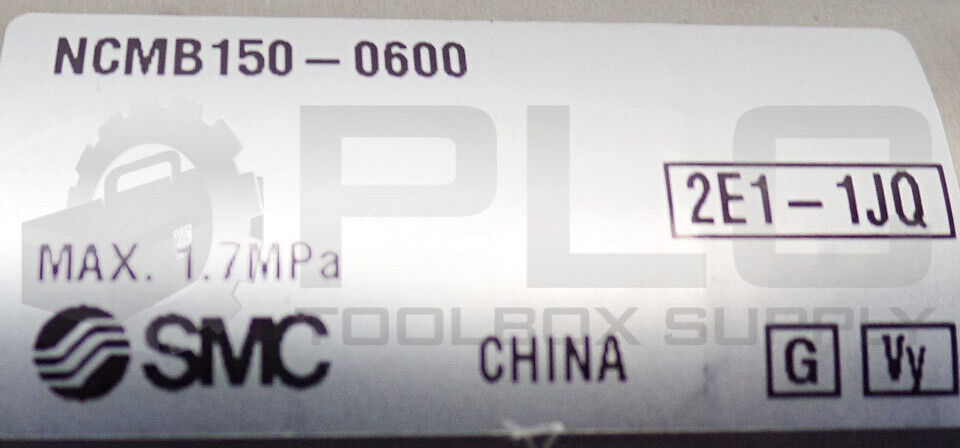 NCMB150-0600
PLC
2E1-1JQ
MAX. 1.7MPa
TOOLBOX SUPPLY
SMC CHINA G Vy